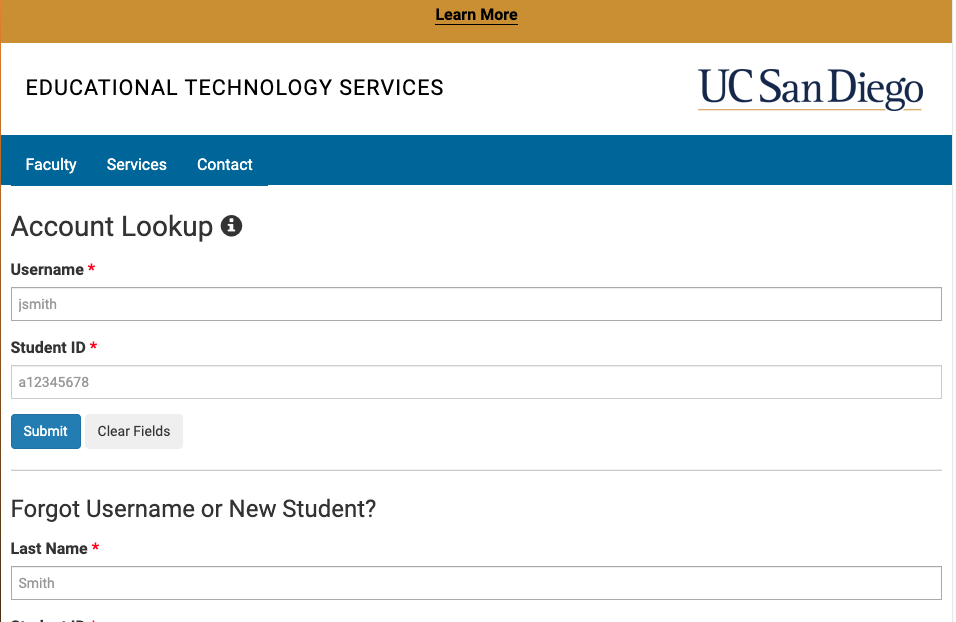 Learn More
EDUCATIONAL TECHNOLOGY SERVICES
UC San Diego
Faculty Services Contact
Account Lookup
Username *
jsmith
Student ID *
a12345678
Submit Clear Fields
Forgot Username or New Student?
Last Name *
Smith